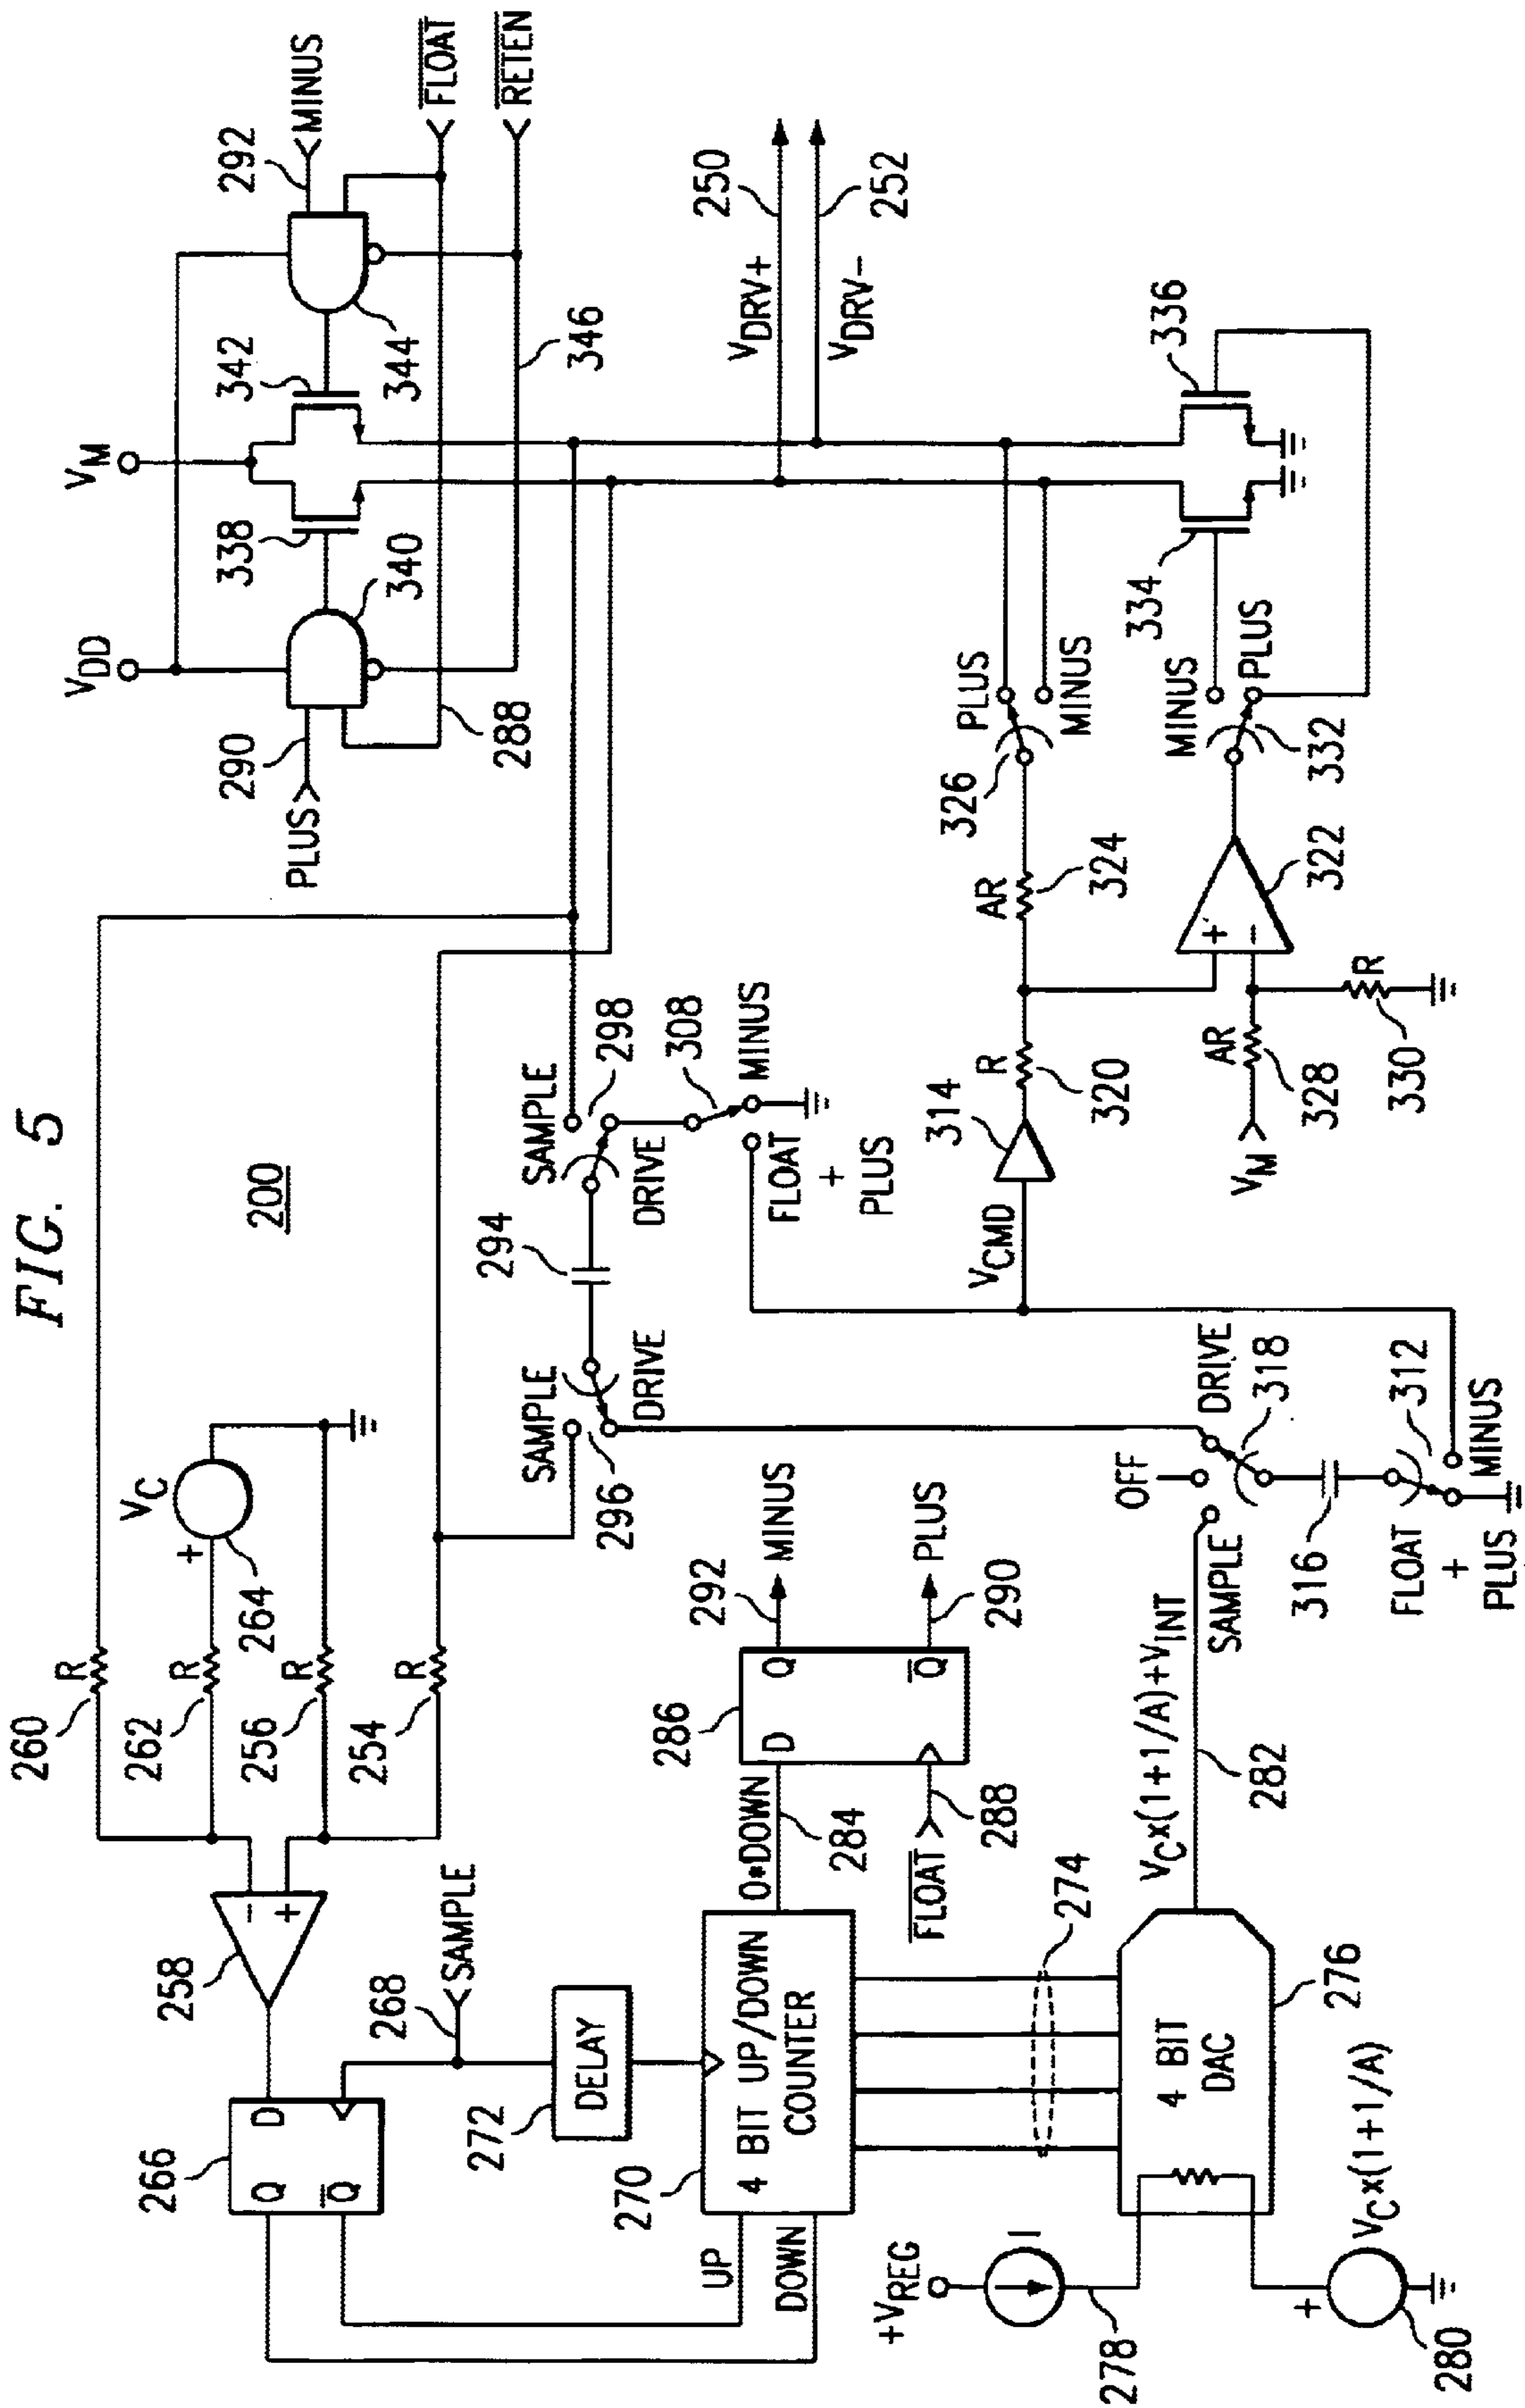 FIG. 5
200
260
R
262
R
VC
+
264
256
R
254
R
258
-
+
266
D
Q
Q̅
268
SAMPLE
272
DELAY
270
4 BIT UP/DOWN
COUNTER
UP
DOWN
0*DOWN
284
286
D
Q
Q̅
292
MINUS
290
PLUS
F̅L̅O̅A̅T̅
288
274
4 BIT
DAC
276
+VREG
I
278
+
280
VCx(1+1/A)
VCx(1+1/A)+VINT
282
SAMPLE
296
DRIVE
294
SAMPLE
298
DRIVE
308
MINUS
FLOAT
+
PLUS
OFF
DRIVE
318
SAMPLE
316
312
FLOAT
+
PLUS
MINUS
VCMD
314
R
320
AR
324
326
PLUS
MINUS
VM
AR
328
R
330
+
-
322
MINUS
PLUS
332
334
336
VDD
VM
PLUS
290
288
340
338
342
344
346
292
MINUS
F̅L̅O̅A̅T̅
R̅E̅T̅E̅N̅
VDRV+
250
VDRV-
252